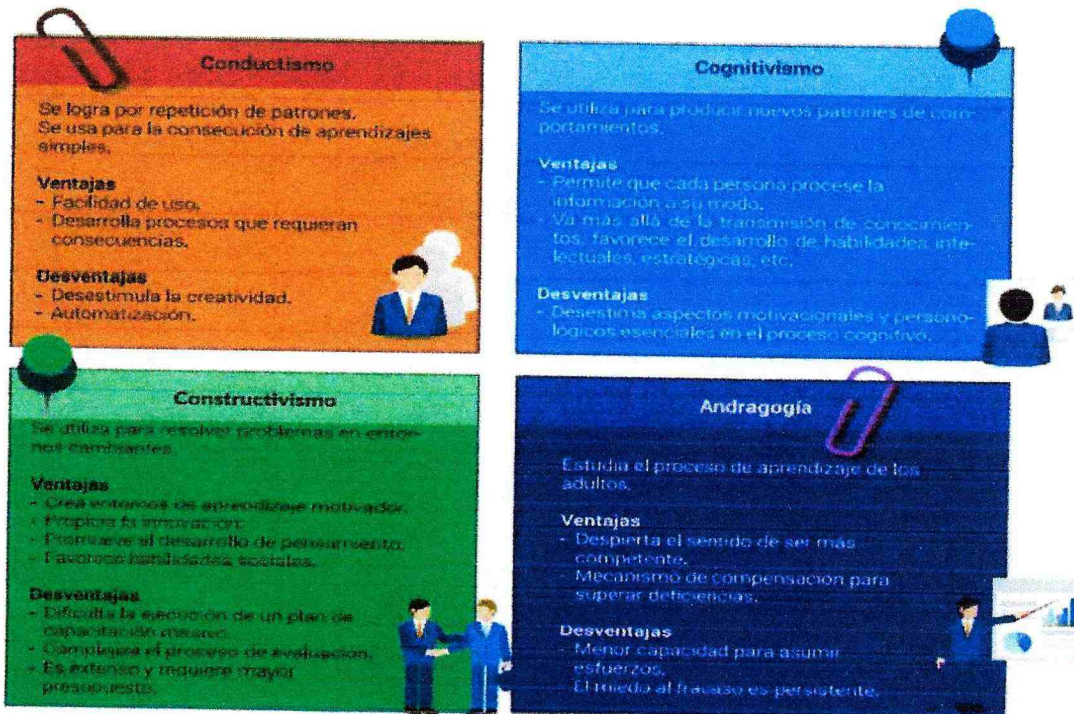 Conductismo
Se logra por repetición de patrones.
Se usa para la consecución de aprendizajes
simples.
Ventajas
- Facilidad de uso.
- Desarrolla procesos que requieran
consecuencias.
Desventajas
- Desestimula la creatividad.
- Automatización.
Cognitivismo
Se utiliza para producir nuevos patrones de com-
portamientos.
Ventajas
- Permite que cada persona procese la
información a su modo.
- Va más allá de la transmisión de conocimien-
tos, favorece el desarrollo de habilidades inte-
lectuales, estratégicas, etc.
Desventajas
- Desestima aspectos motivacionales y persono-
lógicos esenciales en el proceso cognitivo.
Constructivismo
Se utiliza para resolver problemas en entor-
nos cambiantes.
Ventajas
- Crea entornos de aprendizaje motivador.
- Propicia la innovación.
- Promueve el desarrollo de pensamiento.
- Favorece habilidades sociales.
Desventajas
- Dificulta la ejecución de un plan de
capacitación masivo.
- Complejiza el proceso de evaluación.
- Es extenso y requiere mayor
presupuesto.
Andragogía
Estudia el proceso de aprendizaje de los
adultos.
Ventajas
- Despierta el sentido de ser más
competente.
Mecanismo de compensación para
superar deficiencias.
Desventajas
- Menor capacidad para asumir
esfuerzos.
El miedo al fracaso es persistente.